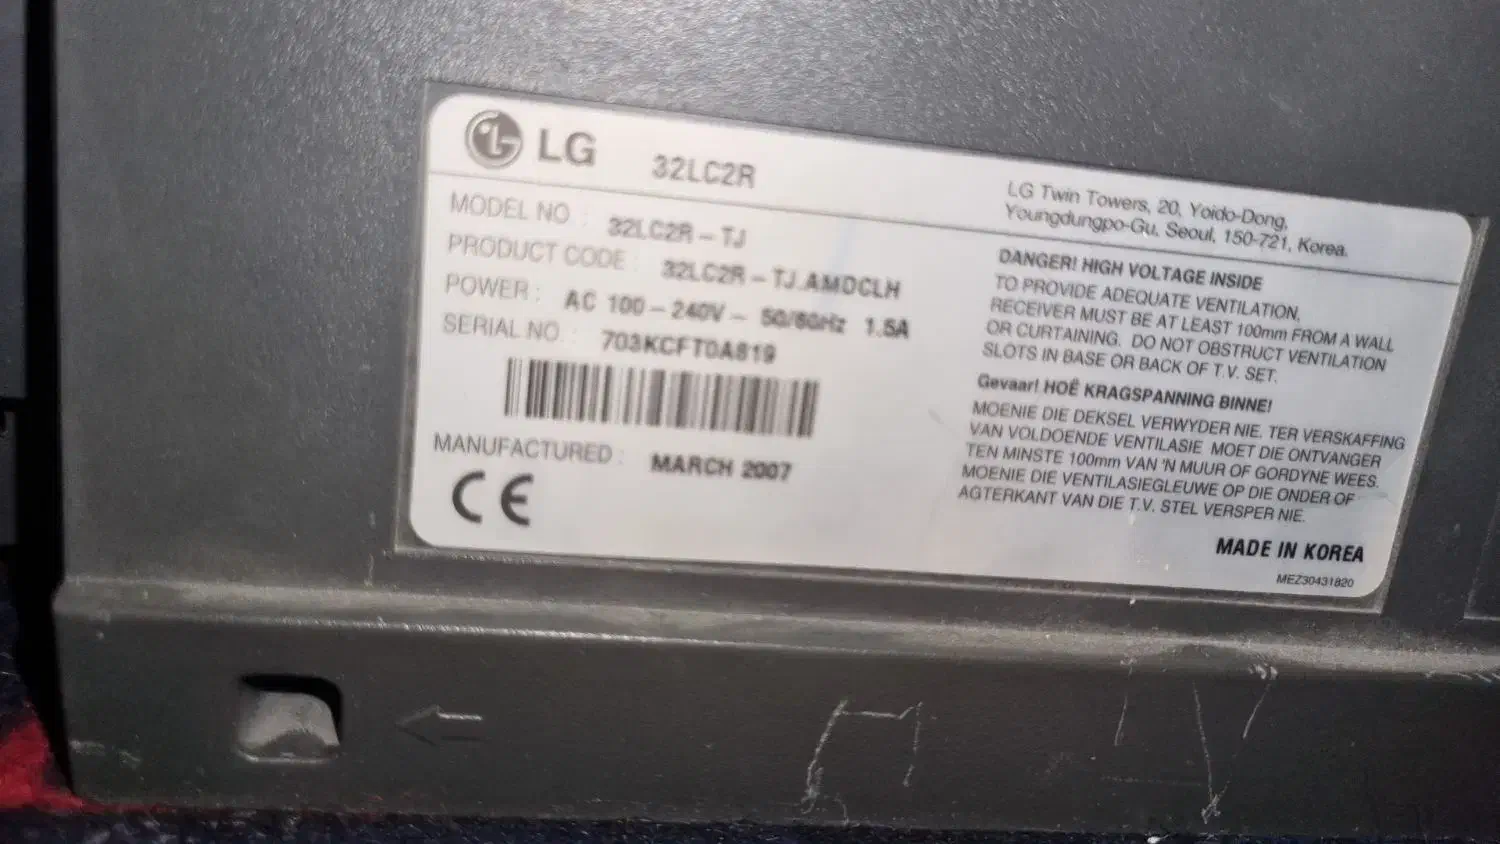 LG 32LC2R
LG Twin Towers, 20, Yoido-Dong,
Youngdungpo-Gu, Seoul, 150-721, Korea.
MODEL NO : 32LC2R-TJ
PRODUCT CODE : 32LC2R-TJ.AMDCLH
POWER : AC 100-240V ~ 50/60Hz 1.5A
SERIAL NO. : 703KCFT0A819
MANUFACTURED : MARCH 2007
CE
DANGER! HIGH VOLTAGE INSIDE
TO PROVIDE ADEQUATE VENTILATION,
RECEIVER MUST BE AT LEAST 100mm FROM A WALL
OR CURTAINING. DO NOT OBSTRUCT VENTILATION
SLOTS IN BASE OR BACK OF T.V. SET.
Gevaar! HOË KRAGSPANNING BINNE!
MOENIE DIE DEKSEL VERWYDER NIE. TER VERSKAFFING
VAN VOLDOENDE VENTILASIE MOET DIE ONTVANGER
TEN MINSTE 100mm VAN 'N MUUR OF GORDYNE WEES.
MOENIE DIE VENTILASIEGLEUWE OP DIE ONDER OF
AGTERKANT VAN DIE T.V. STEL VERSPER NIE.
MADE IN KOREA
MEZ30431820